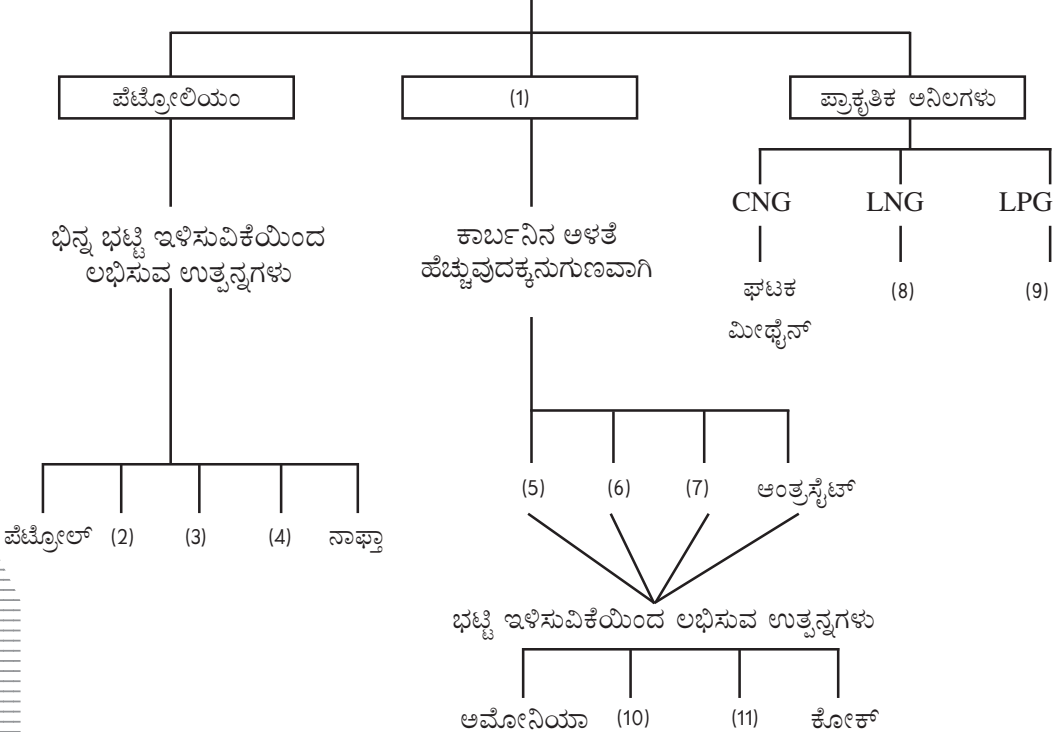 ಪೆಟ್ರೋಲಿಯಂ
(1)
ಪ್ರಾಕೃತಿಕ ಅನಿಲಗಳು
CNG LNG LPG
ಭಿನ್ನ ಭಟ್ಟಿ ಇಳಿಸುವಿಕೆಯಿಂದ
ಲಭಿಸುವ ಉತ್ಪನ್ನಗಳು
ಕಾರ್ಬನಿನ ಅಳತೆ
ಹೆಚ್ಚುವುದಕ್ಕನುಗುಣವಾಗಿ
ಘಟಕ
ಮೀಥೈನ್
(8)
(9)
(5) (6) (7) ಆಂತ್ರಸೈಟ್
ಪೆಟ್ರೋಲ್ (2) (3) (4) ನಾಫ್ತಾ
ಭಟ್ಟಿ ಇಳಿಸುವಿಕೆಯಿಂದ ಲಭಿಸುವ ಉತ್ಪನ್ನಗಳು
ಅಮೋನಿಯಾ (10) (11) ಕೋಕ್